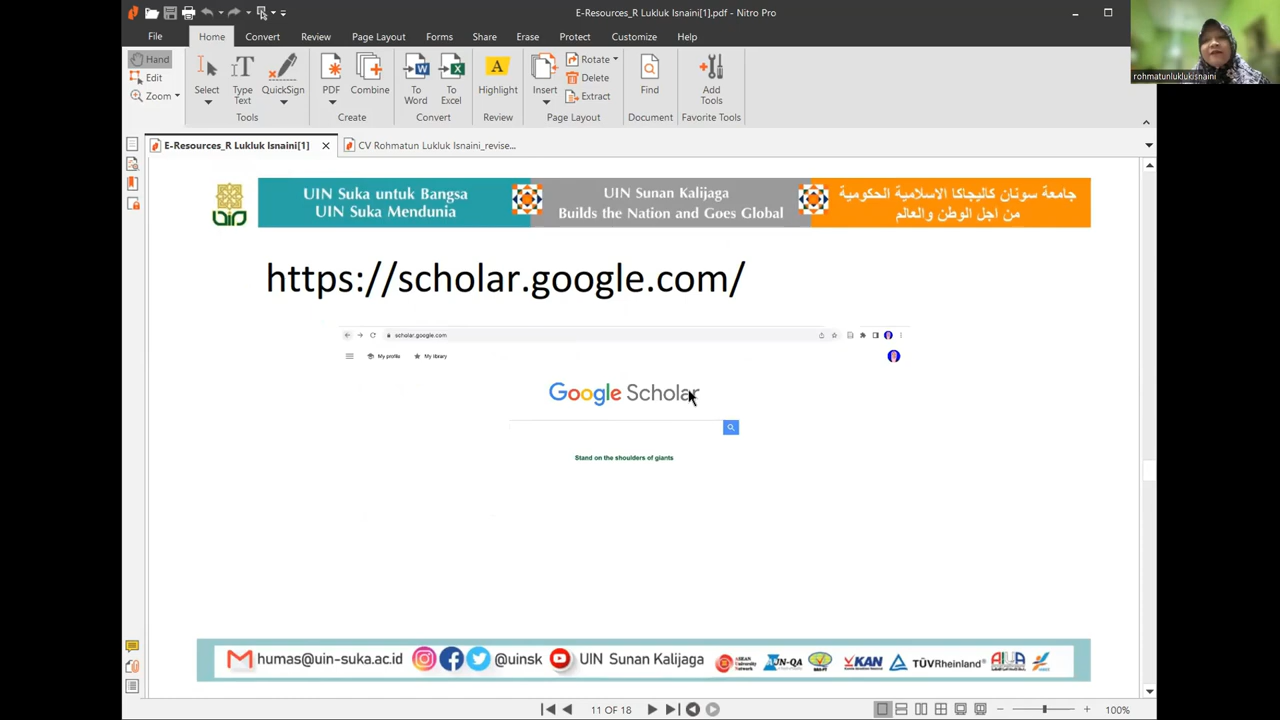 E-Resources_R Lukluk Isnaini[1].pdf - Nitro Pro
File Home Convert Review Page Layout Forms Share Erase Protect Customize Help
Hand
Edit
Zoom
Select
Type Text
QuickSign
Tools
PDF
Combine
Create
To Word
To Excel
Convert
Highlight
Review
Insert
Rotate
Delete
Extract
Page Layout
Find
Document
Add Tools
Favorite Tools
rohmatunluklukisnaini
E-Resources_R Lukluk Isnaini[1]
CV Rohmatun Lukluk Isnaini_revise...
UIN Suka untuk Bangsa
UIN Suka Mendunia
UIN Sunan Kalijaga
Builds the Nation and Goes Global
جامعة سونان كاليجاكا الاسلامية الحكومية
من اجل الوطن والعالم
https://scholar.google.com/
scholar.google.com
My profile My library
Google Scholar
Stand on the shoulders of giants
humas@uin-suka.ac.id @uinsk UIN Sunan Kalijaga
UN-QA KAN TÜVRheinland AUA
11 OF 18
100%